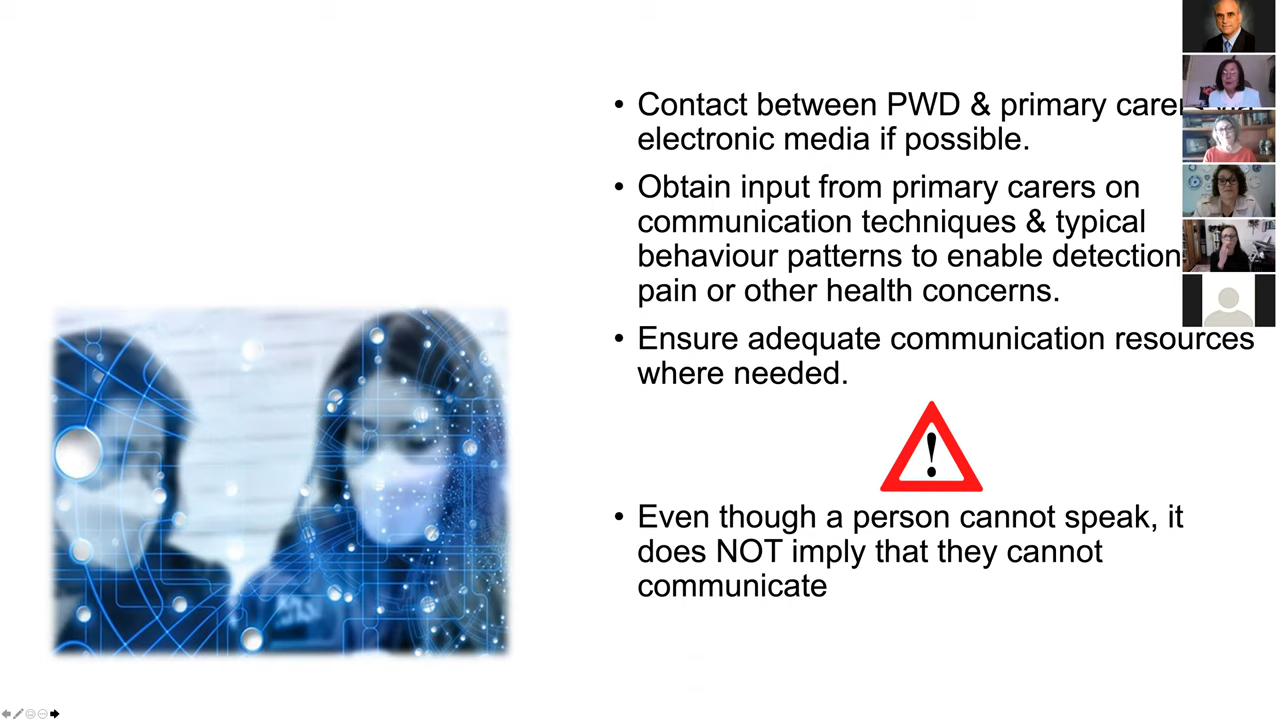 • Contact between PWD & primary carer
electronic media if possible.
• Obtain input from primary carers on
communication techniques & typical
behaviour patterns to enable detection
pain or other health concerns.
• Ensure adequate communication resources
where needed.
!
• Even though a person cannot speak, it
does NOT imply that they cannot
communicate